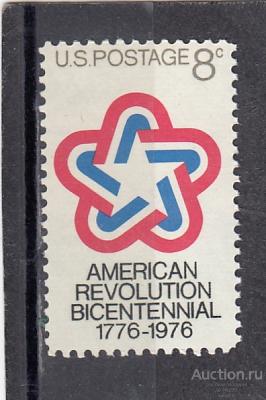 U.S. POSTAGE 8c
AMERICAN
REVOLUTION
BICENTENNIAL
1776-1976
Auction.ru